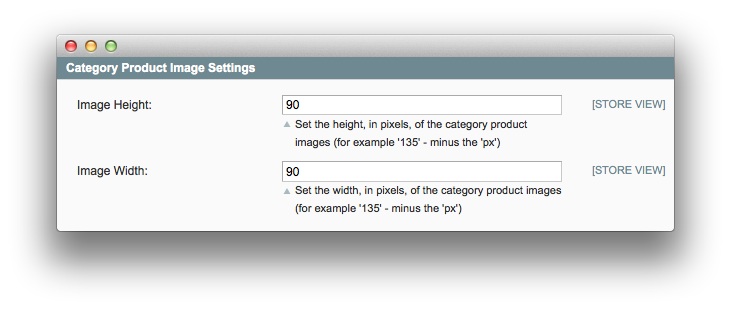 Category Product Image Settings
Image Height: 90 [STORE VIEW]
Set the height, in pixels, of the category product
images (for example '135' - minus the 'px')
Image Width: 90 [STORE VIEW]
Set the width, in pixels, of the category product images
(for example '135' - minus the 'px')